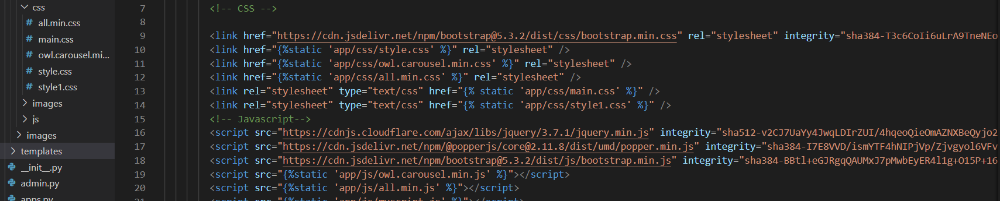 css
all.min.css
main.css
owl.carousel.mi...
style.css
style1.css
images
js
images
templates
__init__.py
admin.py
apps.py
7 <!-- CSS -->
8
9 <link href="https://cdn.jsdelivr.net/npm/bootstrap@5.3.2/dist/css/bootstrap.min.css" rel="stylesheet" integrity="sha384-T3c6CoIi6uLrA9TneNEo
10 <link href="{%static 'app/css/style.css' %}" rel="stylesheet" />
11 <link href="{%static 'app/css/owl.carousel.min.css' %}" rel="stylesheet" />
12 <link href="{%static 'app/css/all.min.css' %}" rel="stylesheet" />
13 <link rel="stylesheet" type="text/css" href="{% static 'app/css/main.css' %}" />
14 <link rel="stylesheet" type="text/css" href="{% static 'app/css/style1.css' %}" />
15 <!-- Javascript-->
16 <script src="https://cdnjs.cloudflare.com/ajax/libs/jquery/3.7.1/jquery.min.js" integrity="sha512-v2CJ7UaYy4JwqLDIrZUI/4hqeoQieOmAZNXBeQyjo2
17 <script src="https://cdn.jsdelivr.net/npm/@popperjs/core@2.11.8/dist/umd/popper.min.js" integrity="sha384-I7E8VVD/ismYTF4hNIPjVp/Zjvgyol6VFv
18 <script src="https://cdn.jsdelivr.net/npm/bootstrap@5.3.2/dist/js/bootstrap.min.js" integrity="sha384-BBtl+eGJRgqQAUMxJ7pMwbEyER4l1g+O15P+16
19 <script src="{%static 'app/js/owl.carousel.min.js' %}"></script>
20 <script src="{%static 'app/js/all.min.js' %}"></script>
21 <script src="{%static 'app/js/myscript.js' %}"></script>